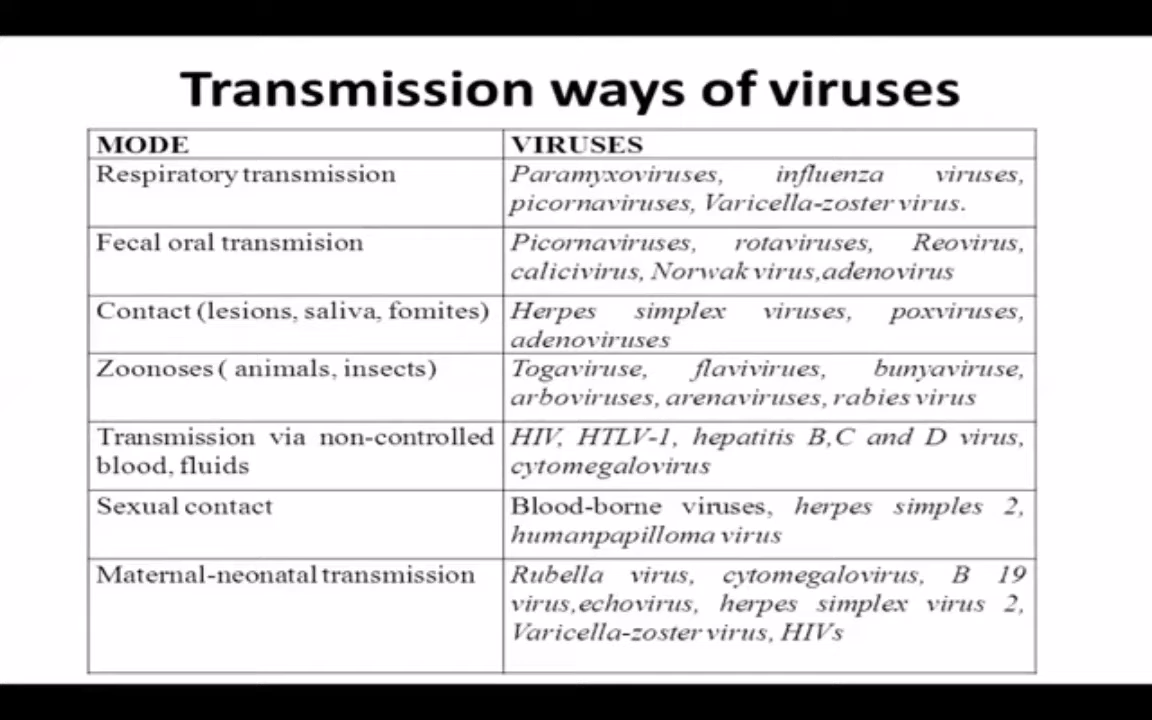 Transmission ways of viruses
MODE VIRUSES
Respiratory transmission Paramyxoviruses, influenza viruses,
picornaviruses, Varicella-zoster virus.
Fecal oral transmision Picornaviruses, rotaviruses, Reovirus,
calicivirus, Norwak virus,adenovirus
Contact (lesions, saliva, fomites) Herpes simplex viruses, poxviruses,
adenoviruses
Zoonoses ( animals, insects) Togaviruse, flavivirues, bunyaviruse,
arboviruses, arenaviruses, rabies virus
Transmission via non-controlled HIV, HTLV-1, hepatitis B,C and D virus,
blood, fluids cytomegalovirus
Sexual contact Blood-borne viruses, herpes simples 2,
humanpapilloma virus
Maternal-neonatal transmission Rubella virus, cytomegalovirus, B 19
virus,echovirus, herpes simplex virus 2,
Varicella-zoster virus, HIVs